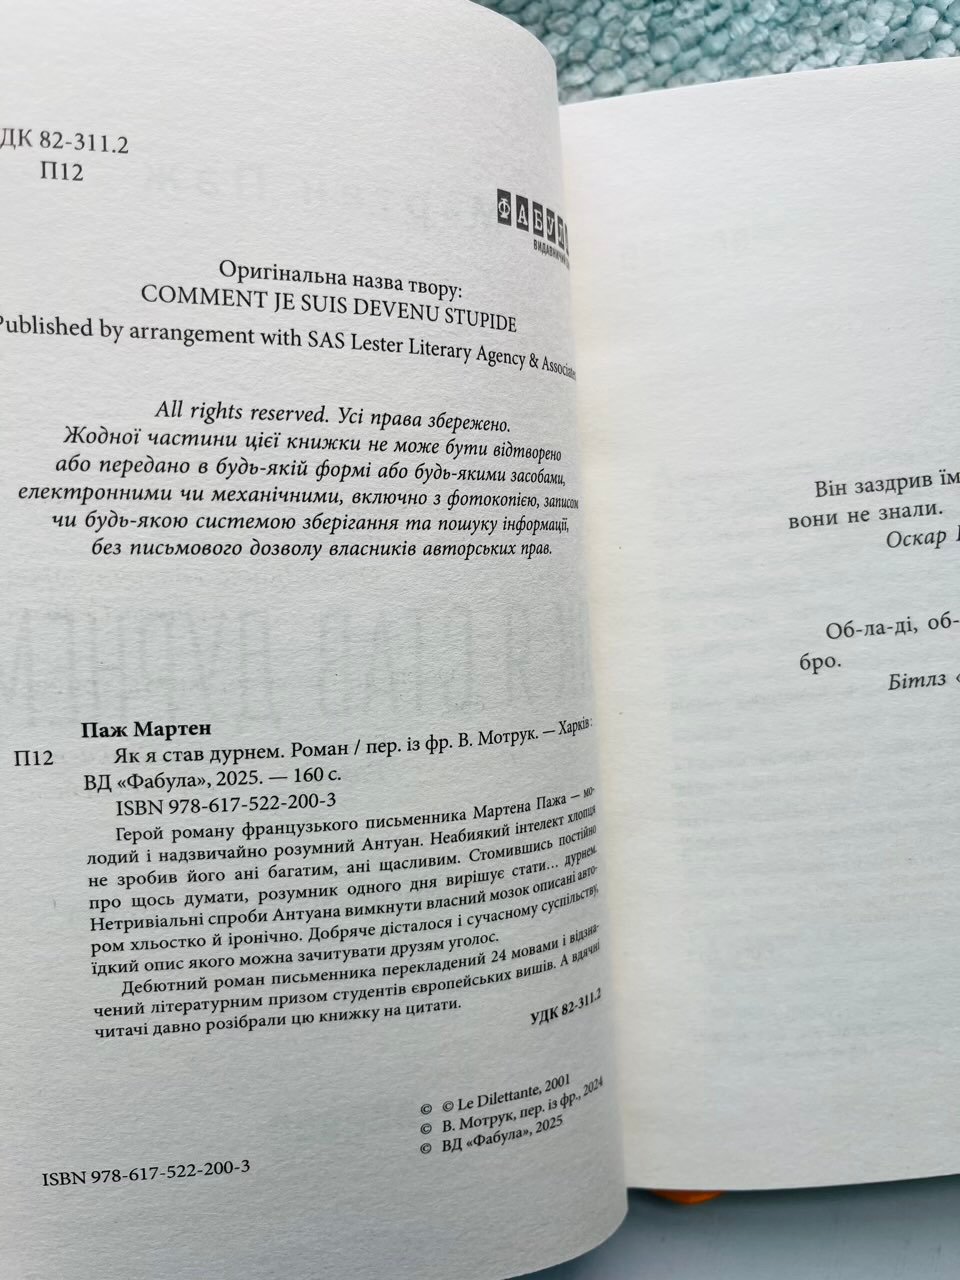 ДК 82-311.2
П12
ФАБУЛ
Оригінальна назва твору:
COMMENT JE SUIS DEVENU STUPIDE
Published by arrangement with SAS Lester Literary Agency & Associates
All rights reserved. Усі права збережено.
Жодної частини цієї книжки не може бути відтворено
або передано в будь-якій формі або будь-якими засобами,
електронними чи механічними, включно з фотокопією, записом
чи будь-якою системою зберігання та пошуку інформації,
без письмового дозволу власників авторських прав.
Паж Мартен
П12 Як я став дурнем. Роман / пер. із фр. В. Мотрук. — Харків :
ВД «Фабула», 2025. — 160 с.
ISBN 978-617-522-200-3
Герой роману французького письменника Мартена Пажа — мо-
лодий і надзвичайно розумний Антуан. Неабиякий інтелект хлопця
не зробив його ані багатим, ані щасливим. Стомившись постійно
про щось думати, розумник одного дня вирішує стати... дурнем.
Нетривіальні спроби Антуана вимкнути власний мозок описані авто-
ром хльостко й іронічно. Добряче дісталося і сучасному суспільству,
їдкий опис якого можна зачитувати друзям уголос.
Дебютний роман письменника перекладений 24 мовами і відзна-
чений літературним призом студентів європейських вишів. А вдячні
читачі давно розібрали цю книжку на цитати.
УДК 82-311.2
© © Le Dilettante, 2001
© В. Мотрук, пер. із фр., 2024
© ВД «Фабула», 2025
ISBN 978-617-522-200-3
Він заздрив їм
вони не знали.
Оскар
Об-ла-ді, об-
бро.
Бітлз «